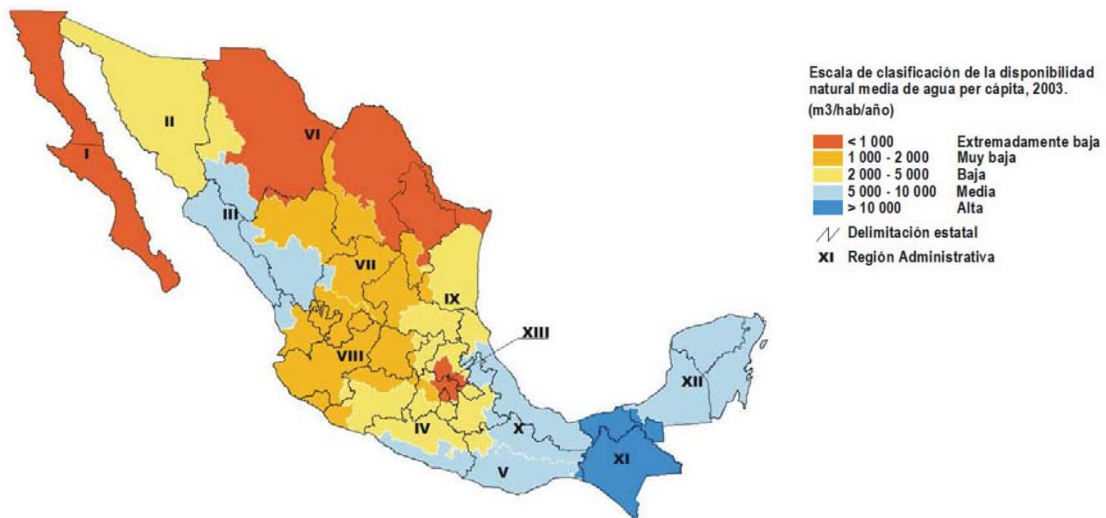 Escala de clasificación de la disponibilidad
natural media de agua per cápita, 2003.
(m3/hab/año)
< 1 000 Extremadamente baja
1 000 - 2 000 Muy baja
2 000 - 5 000 Baja
5 000 - 10 000 Media
> 10 000 Alta
Delimitación estatal
XI Región Administrativa
II
VI
I
III
VII
IX
XIII
VIII
XII
IV
X
V
XI